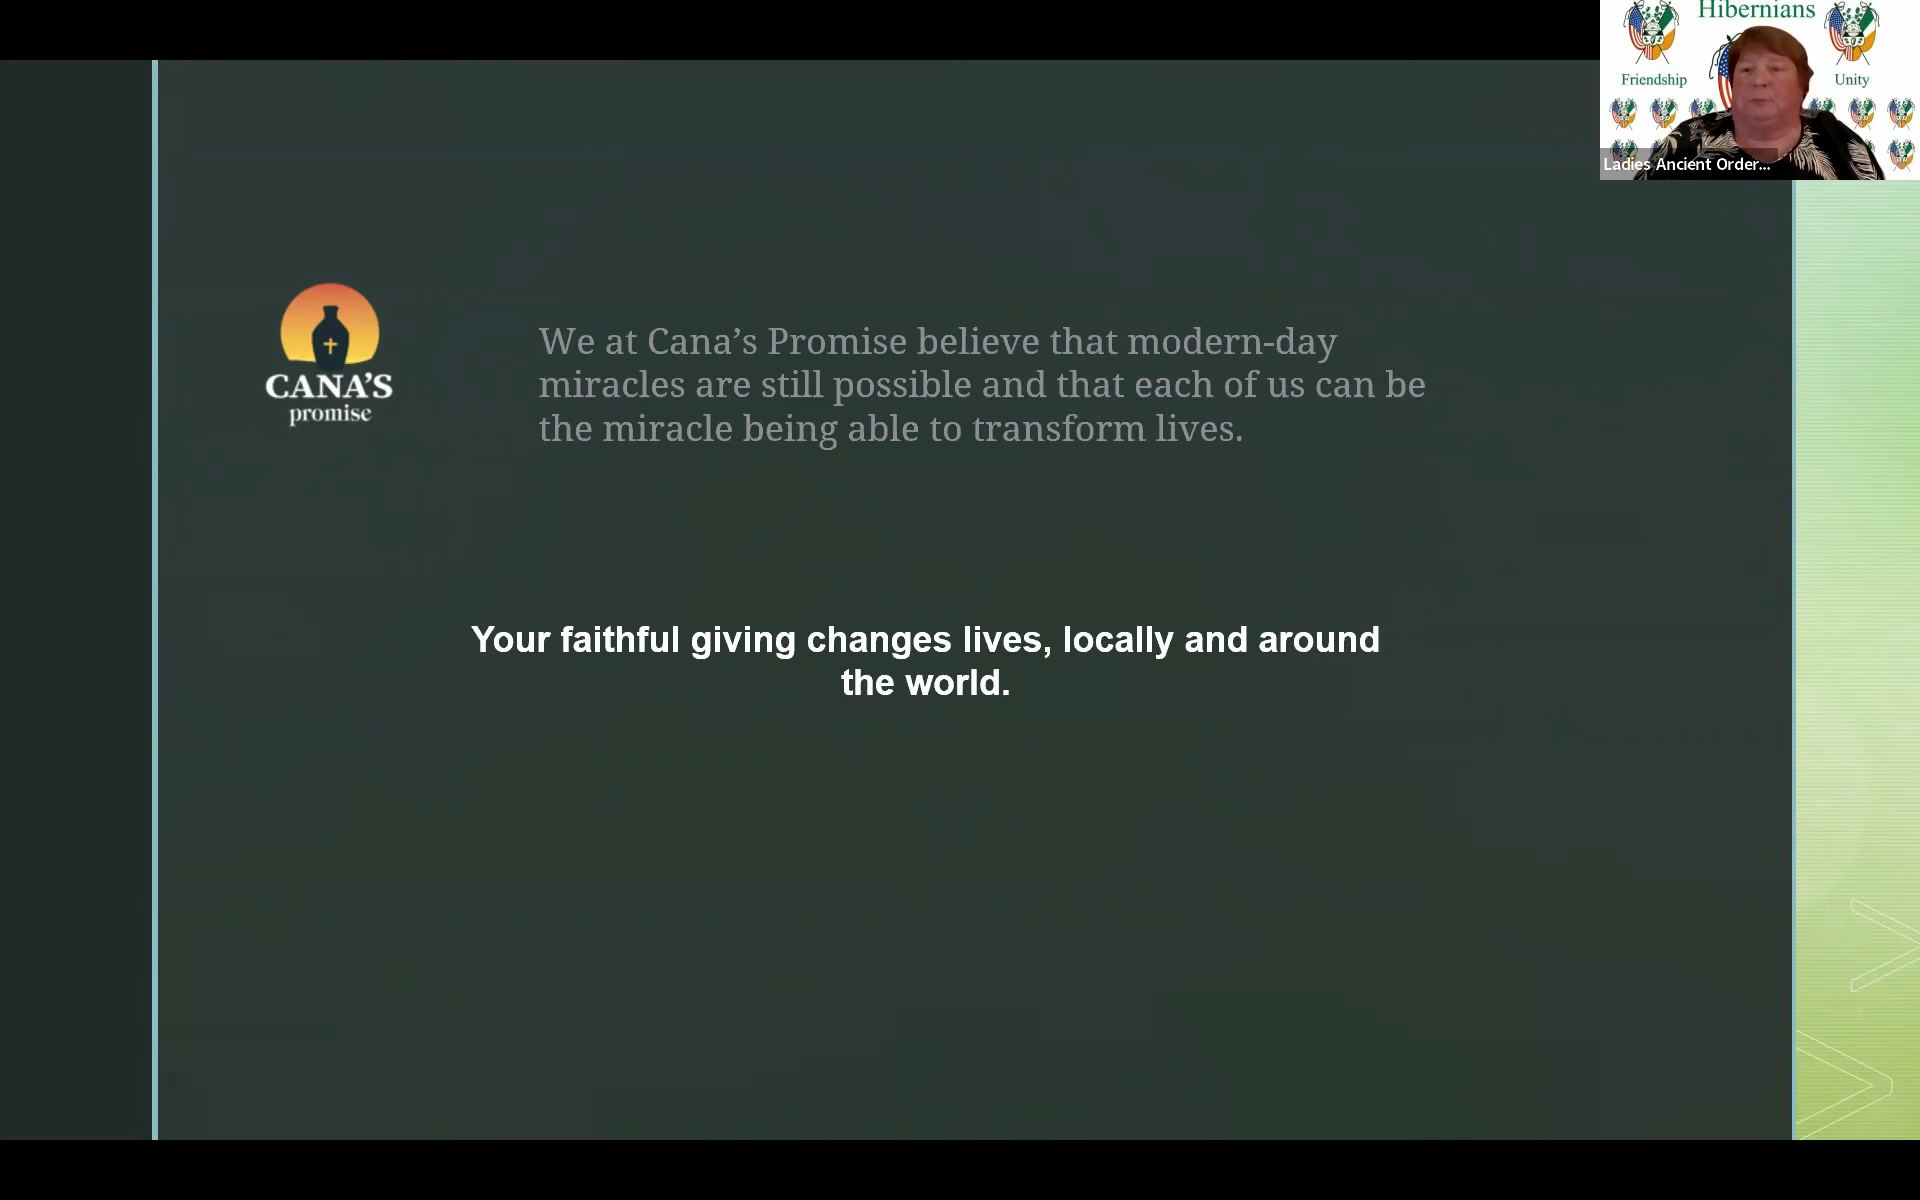 Hibernians
Friendship
Unity
Ladies Ancient Order...
CANA'S
promise
We at Cana’s Promise believe that modern-day
miracles are still possible and that each of us can be
the miracle being able to transform lives.
Your faithful giving changes lives, locally and around
the world.